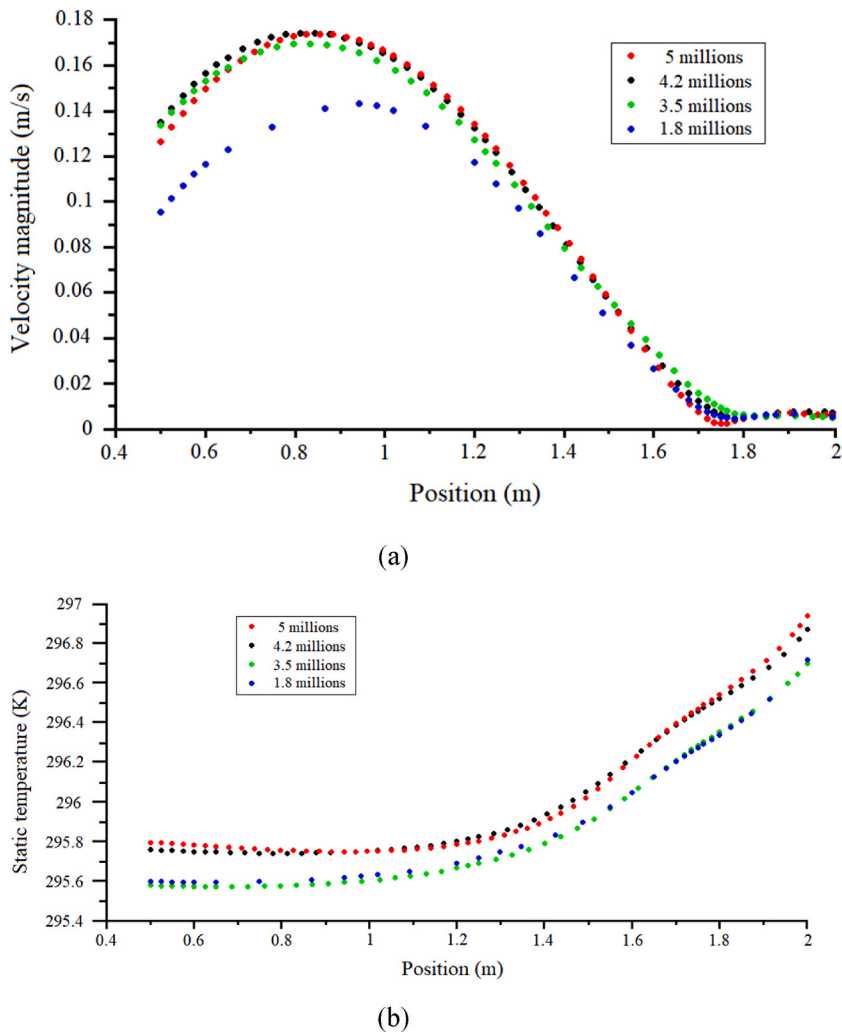 0.18
0.16
0.14
0.12
0.1
0.08
0.06
0.04
0.02
0
Velocity magnitude (m/s)
5 millions
4.2 millions
3.5 millions
1.8 millions
0.4 0.6 0.8 1 1.2 1.4 1.6 1.8 2
Position (m)
(a)
297
296.8
296.6
296.4
296.2
296
295.8
295.6
295.4
Static temperature (K)
5 millions
4.2 millions
3.5 millions
1.8 millions
0.4 0.6 0.8 1 1.2 1.4 1.6 1.8 2
Position (m)
(b)